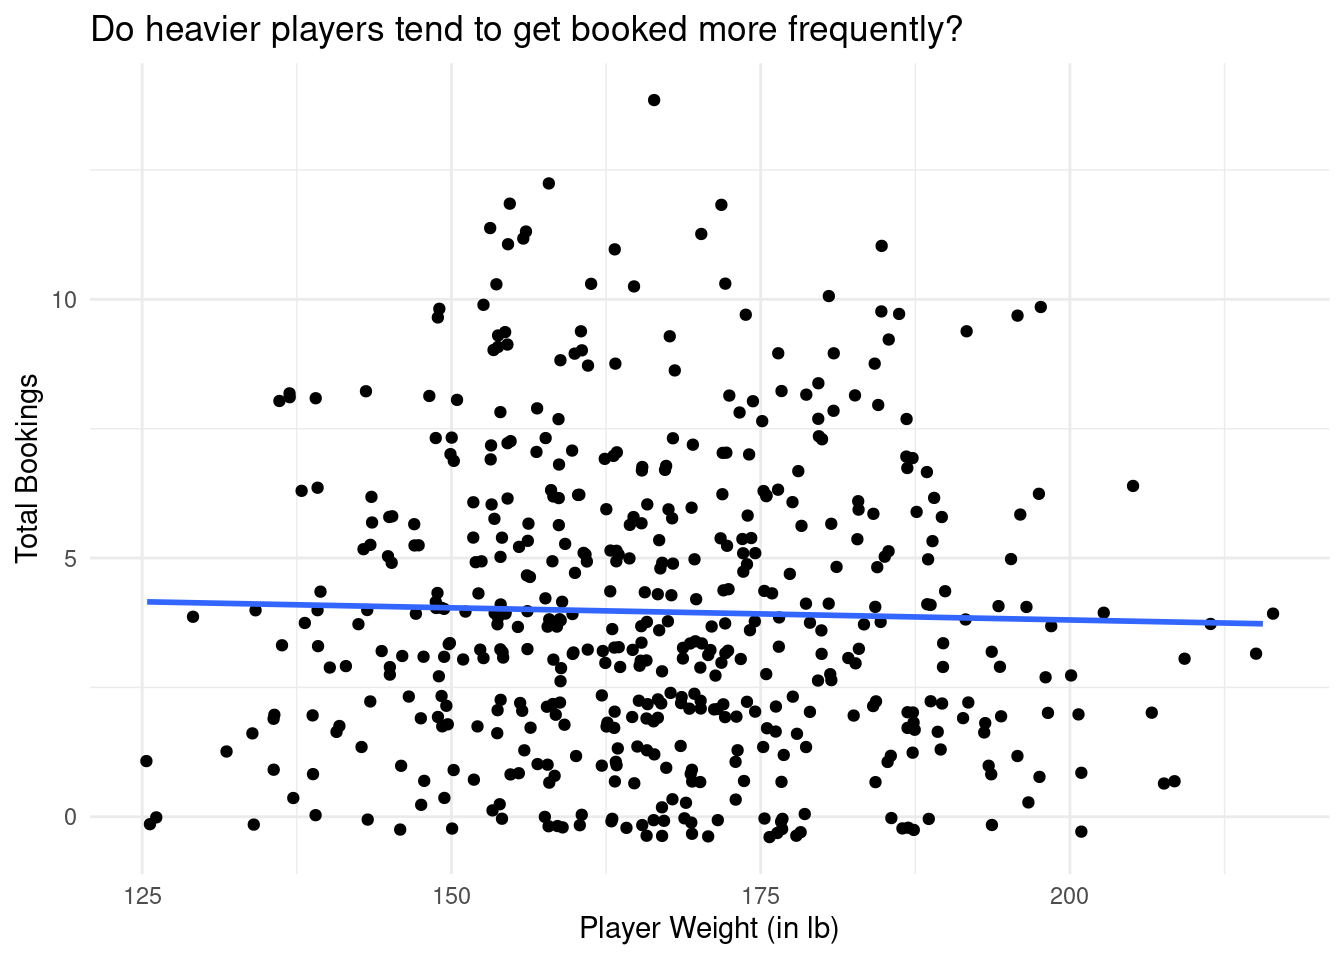 Do heavier players tend to get booked more frequently?
10
5
0
Total Bookings
125 150 175 200
Player Weight (in lb)